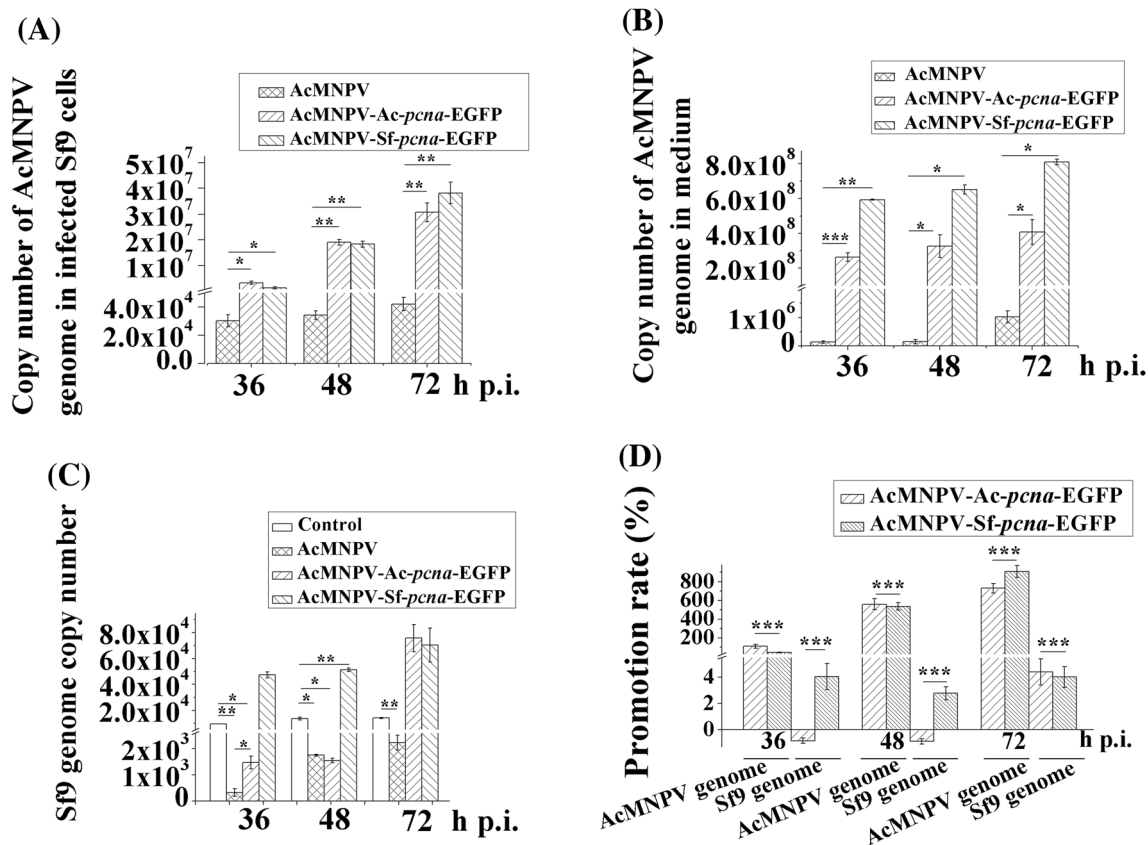 (A)
Copy number of AcMNPV
genome in infected Sf9 cells
AcMNPV
AcMNPV-Ac-pcna-EGFP
AcMNPV-Sf-pcna-EGFP
5x10⁷
4x10⁷
3x10⁷
2x10⁷
1x10⁷
4.0x10⁴
2.0x10⁴
0.0
* * ** ** ** **
36 48 72 h p.i.
(B)
Copy number of AcMNPV
genome in medium
AcMNPV
AcMNPV-Ac-pcna-EGFP
AcMNPV-Sf-pcna-EGFP
8.0x10⁸
6.0x10⁸
4.0x10⁸
2.0x10⁸
1x10⁶
0
*** ** * * * *
36 48 72 h p.i.
(C)
Sf9 genome copy number
Control
AcMNPV
AcMNPV-Ac-pcna-EGFP
AcMNPV-Sf-pcna-EGFP
8.0x10⁴
6.0x10⁴
4.0x10⁴
2.0x10⁴
2x10³
1x10³
0
** * * * * ** **
36 48 72 h p.i.
(D)
Promotion rate (%)
AcMNPV-Ac-pcna-EGFP
AcMNPV-Sf-pcna-EGFP
800
600
400
200
4
2
0
*** *** *** *** *** ***
36 48 72 h p.i.
AcMNPV genome
Sf9 genome
AcMNPV genome
Sf9 genome
AcMNPV genome
Sf9 genome